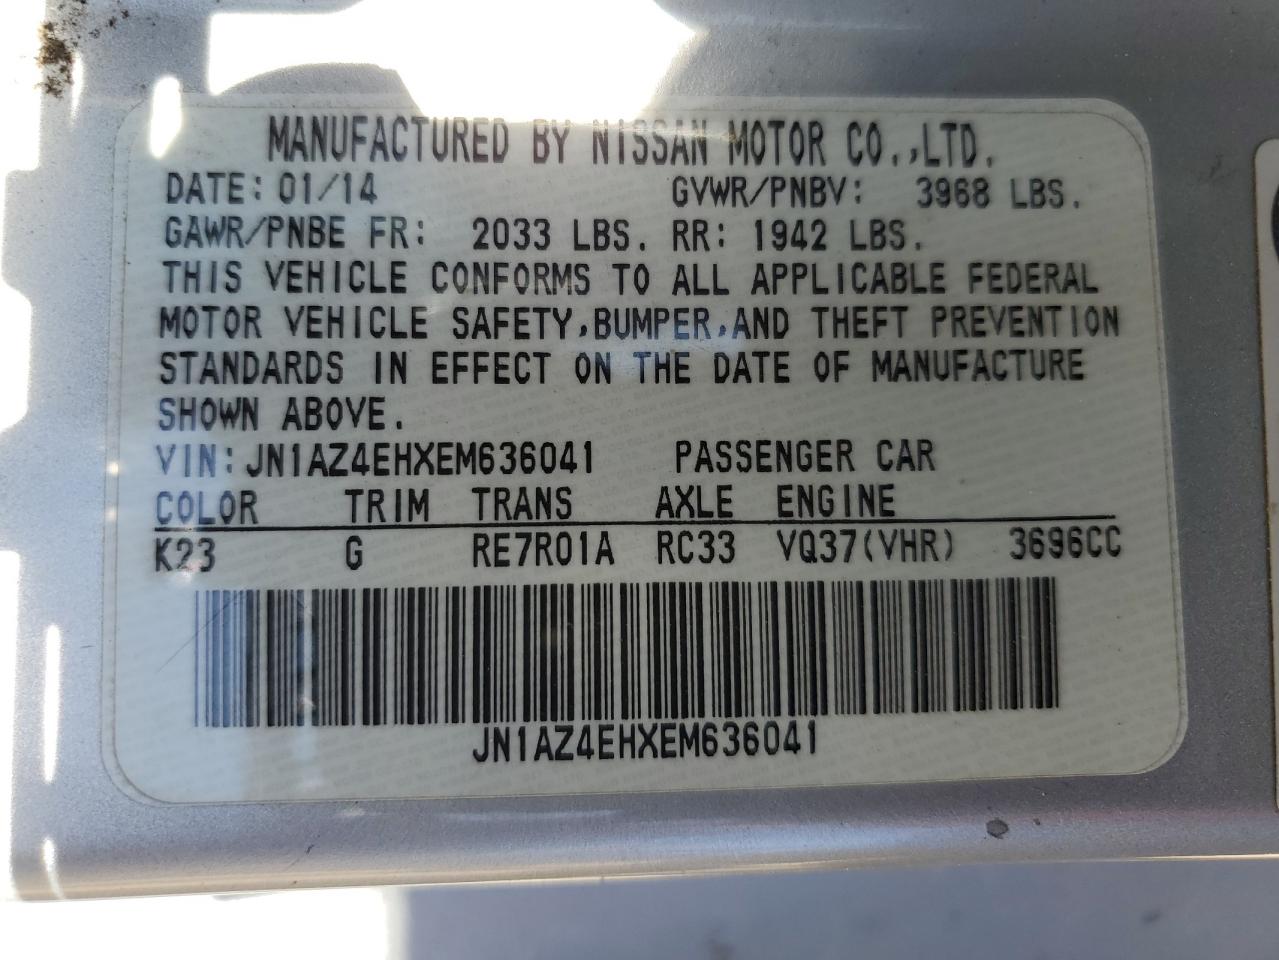 MANUFACTURED BY NISSAN MOTOR CO.,LTD.
DATE: 01/14 GVWR/PNBV: 3968 LBS.
GAWR/PNBE FR: 2033 LBS. RR: 1942 LBS.
THIS VEHICLE CONFORMS TO ALL APPLICABLE FEDERAL
MOTOR VEHICLE SAFETY,BUMPER,AND THEFT PREVENTION
STANDARDS IN EFFECT ON THE DATE OF MANUFACTURE
SHOWN ABOVE.
VIN: JN1AZ4EHXEM636041 PASSENGER CAR
COLOR TRIM TRANS AXLE ENGINE
K23 G RE7R01A RC33 VQ37(VHR) 3696CC
JN1AZ4EHXEM636041